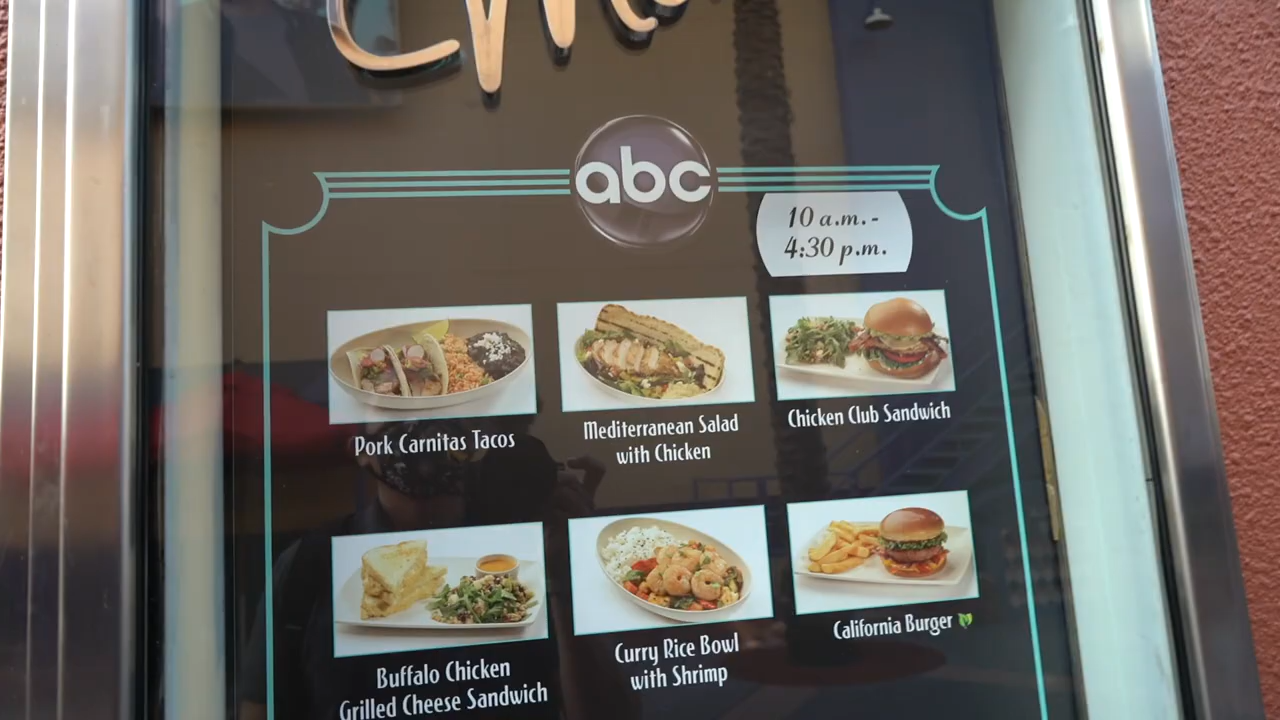 abc
10 a.m.-
4:30 p.m.
Pork Carnitas Tacos
Mediterranean Salad
with Chicken
Chicken Club Sandwich
Buffalo Chicken
Grilled Cheese Sandwich
Curry Rice Bowl
with Shrimp
California Burger